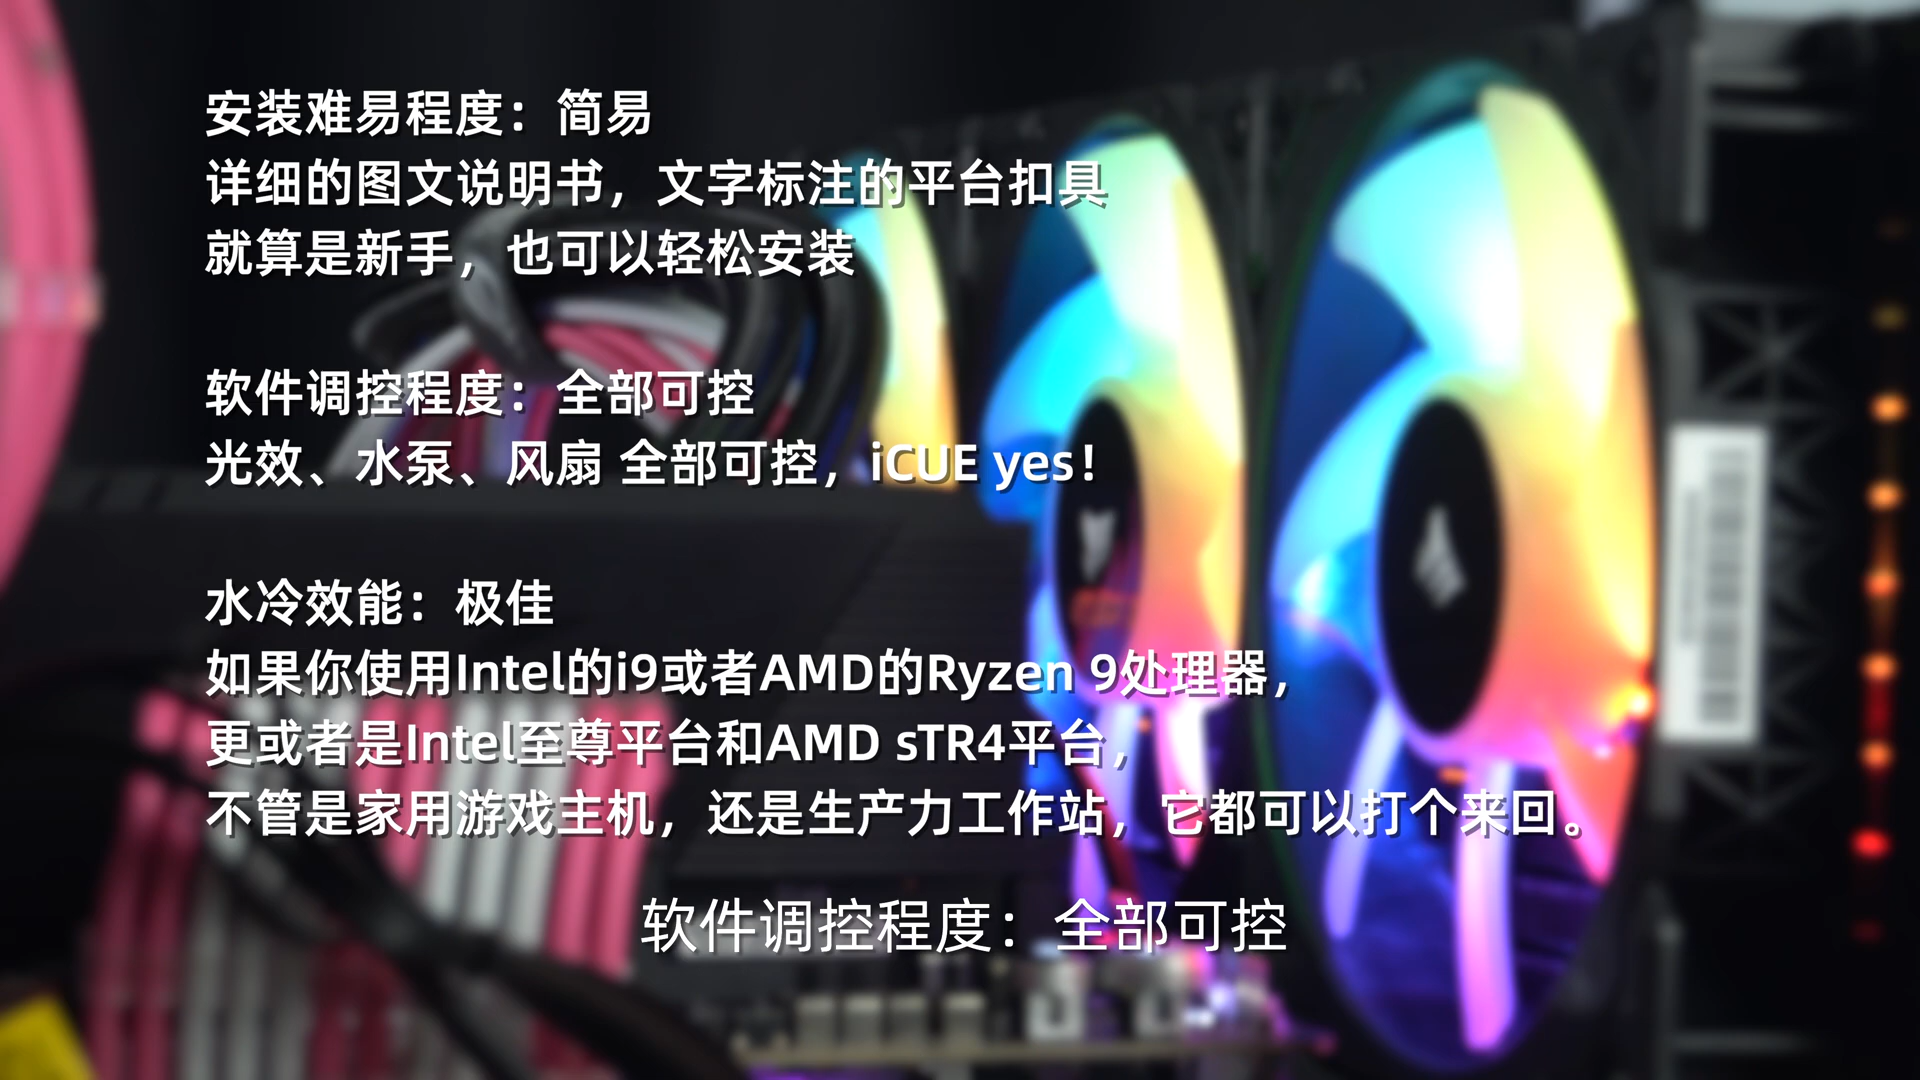 安装难易程度：简易
详细的图文说明书，文字标注的平台扣具
就算是新手，也可以轻松安装
软件调控程度：全部可控
光效、水泵、风扇 全部可控，iCUE yes！
水冷效能：极佳
如果你使用Intel的i9或者AMD的Ryzen 9处理器，
更或者是Intel至尊平台和AMD sTR4平台，
不管是家用游戏主机，还是生产力工作站，它都可以打个来回。
软件调控程度：全部可控